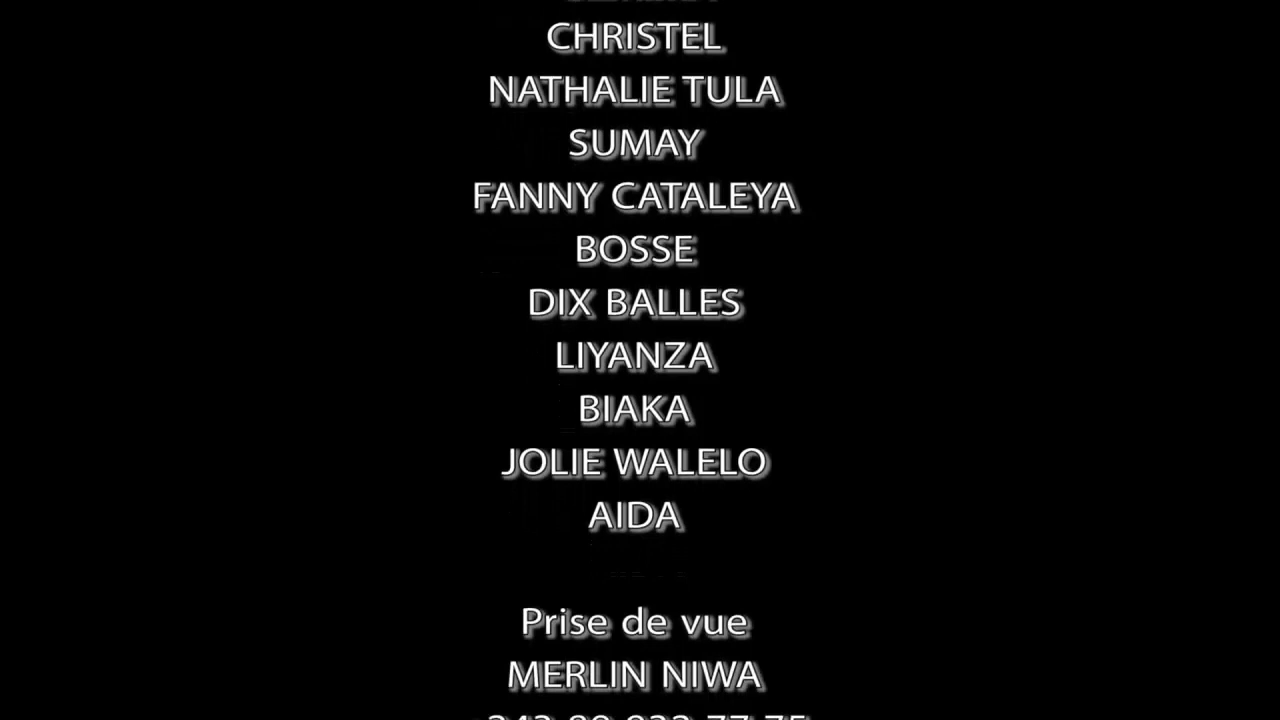 CHRISTEL
NATHALIE TULA
SUMAY
FANNY CATALEYA
BOSSE
DIX BALLES
LIYANZA
BIAKA
JOLIE WALELO
AIDA
Prise de vue
MERLIN NIWA